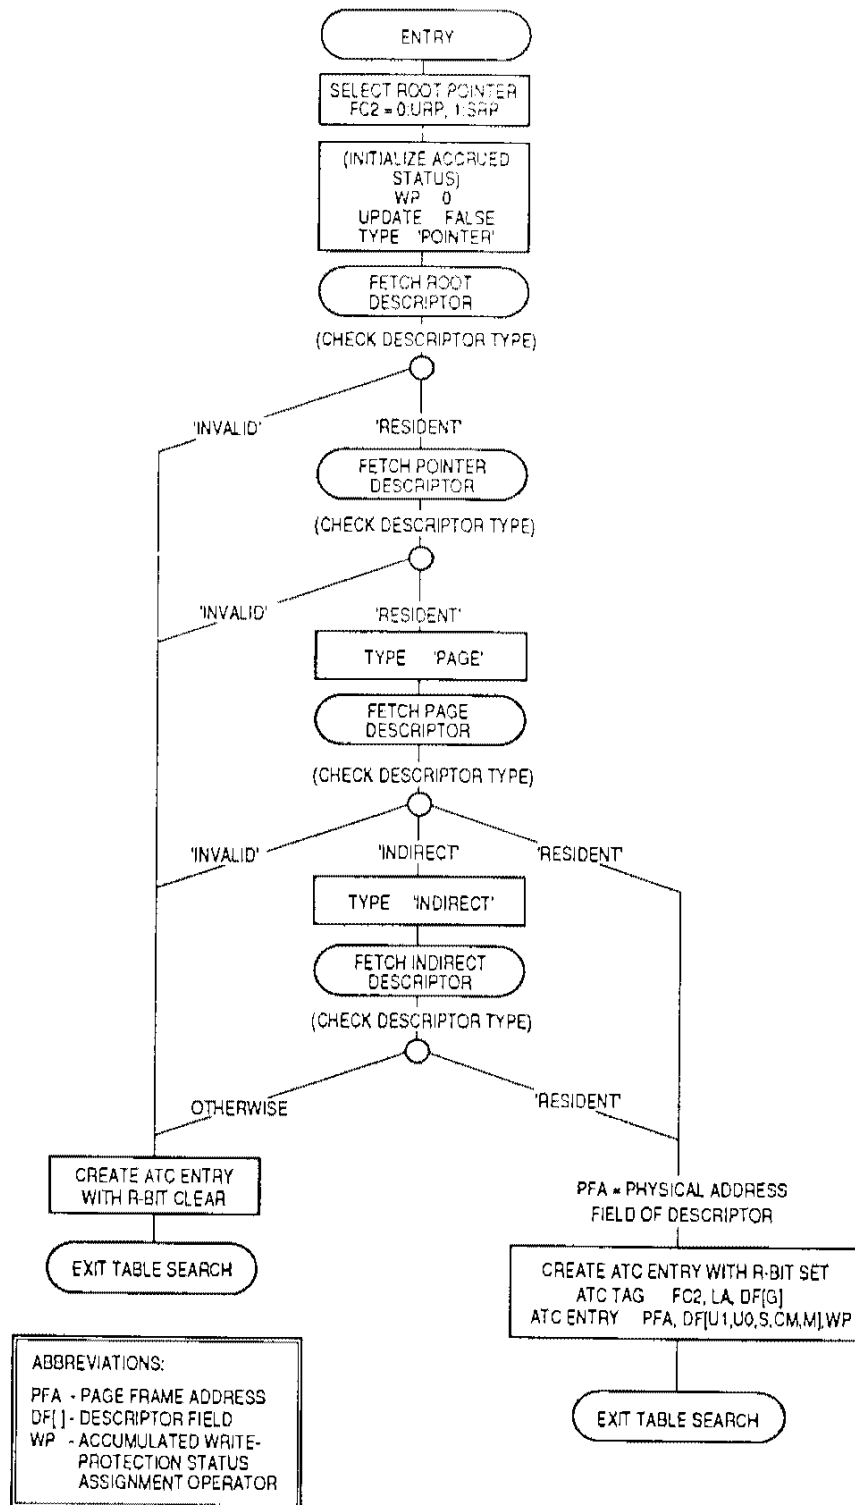 ENTRY
SELECT ROOT POINTER
FC2 = 0:URP, 1:SRP
(INITIALIZE ACCRUED
STATUS)
WP 0
UPDATE FALSE
TYPE 'POINTER'
FETCH ROOT
DESCRIPTOR
(CHECK DESCRIPTOR TYPE)
'INVALID' 'RESIDENT'
FETCH POINTER
DESCRIPTOR
(CHECK DESCRIPTOR TYPE)
'INVALID' 'RESIDENT'
TYPE 'PAGE'
FETCH PAGE
DESCRIPTOR
(CHECK DESCRIPTOR TYPE)
'INVALID' 'INDIRECT' 'RESIDENT'
TYPE 'INDIRECT'
FETCH INDIRECT
DESCRIPTOR
(CHECK DESCRIPTOR TYPE)
OTHERWISE 'RESIDENT'
CREATE ATC ENTRY
WITH R-BIT CLEAR
EXIT TABLE SEARCH
PFA = PHYSICAL ADDRESS
FIELD OF DESCRIPTOR
CREATE ATC ENTRY WITH R-BIT SET
ATC TAG FC2, LA, DF[G]
ATC ENTRY PFA, DF[U1,U0,S,CM,M],WP
EXIT TABLE SEARCH
ABBREVIATIONS:
PFA - PAGE FRAME ADDRESS
DF[ ] - DESCRIPTOR FIELD
WP - ACCUMULATED WRITE-
PROTECTION STATUS
ASSIGNMENT OPERATOR